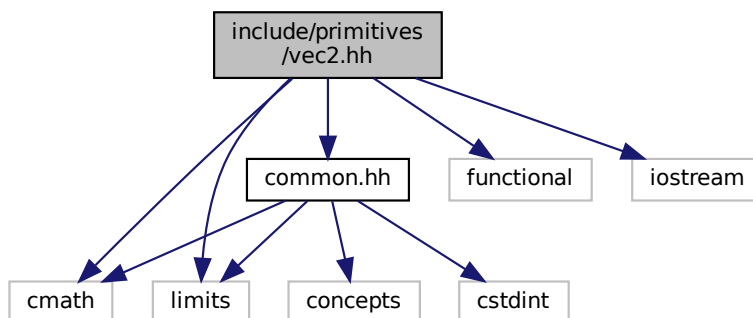 include/primitives
/vec2.hh
common.hh
functional
iostream
cmath
limits
concepts
cstdint